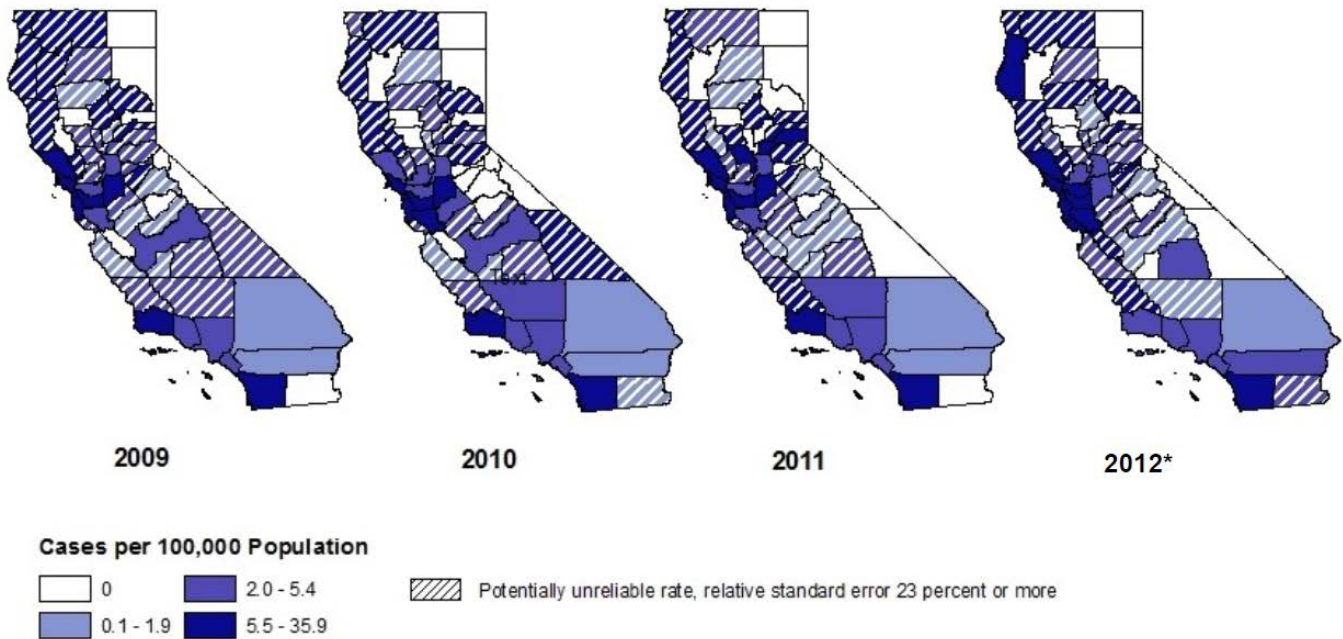 2009
2010
2011
2012*
Text
Cases per 100,000 Population
0
2.0 - 5.4
Potentially unreliable rate, relative standard error 23 percent or more
0.1 - 1.9
5.5 - 35.9